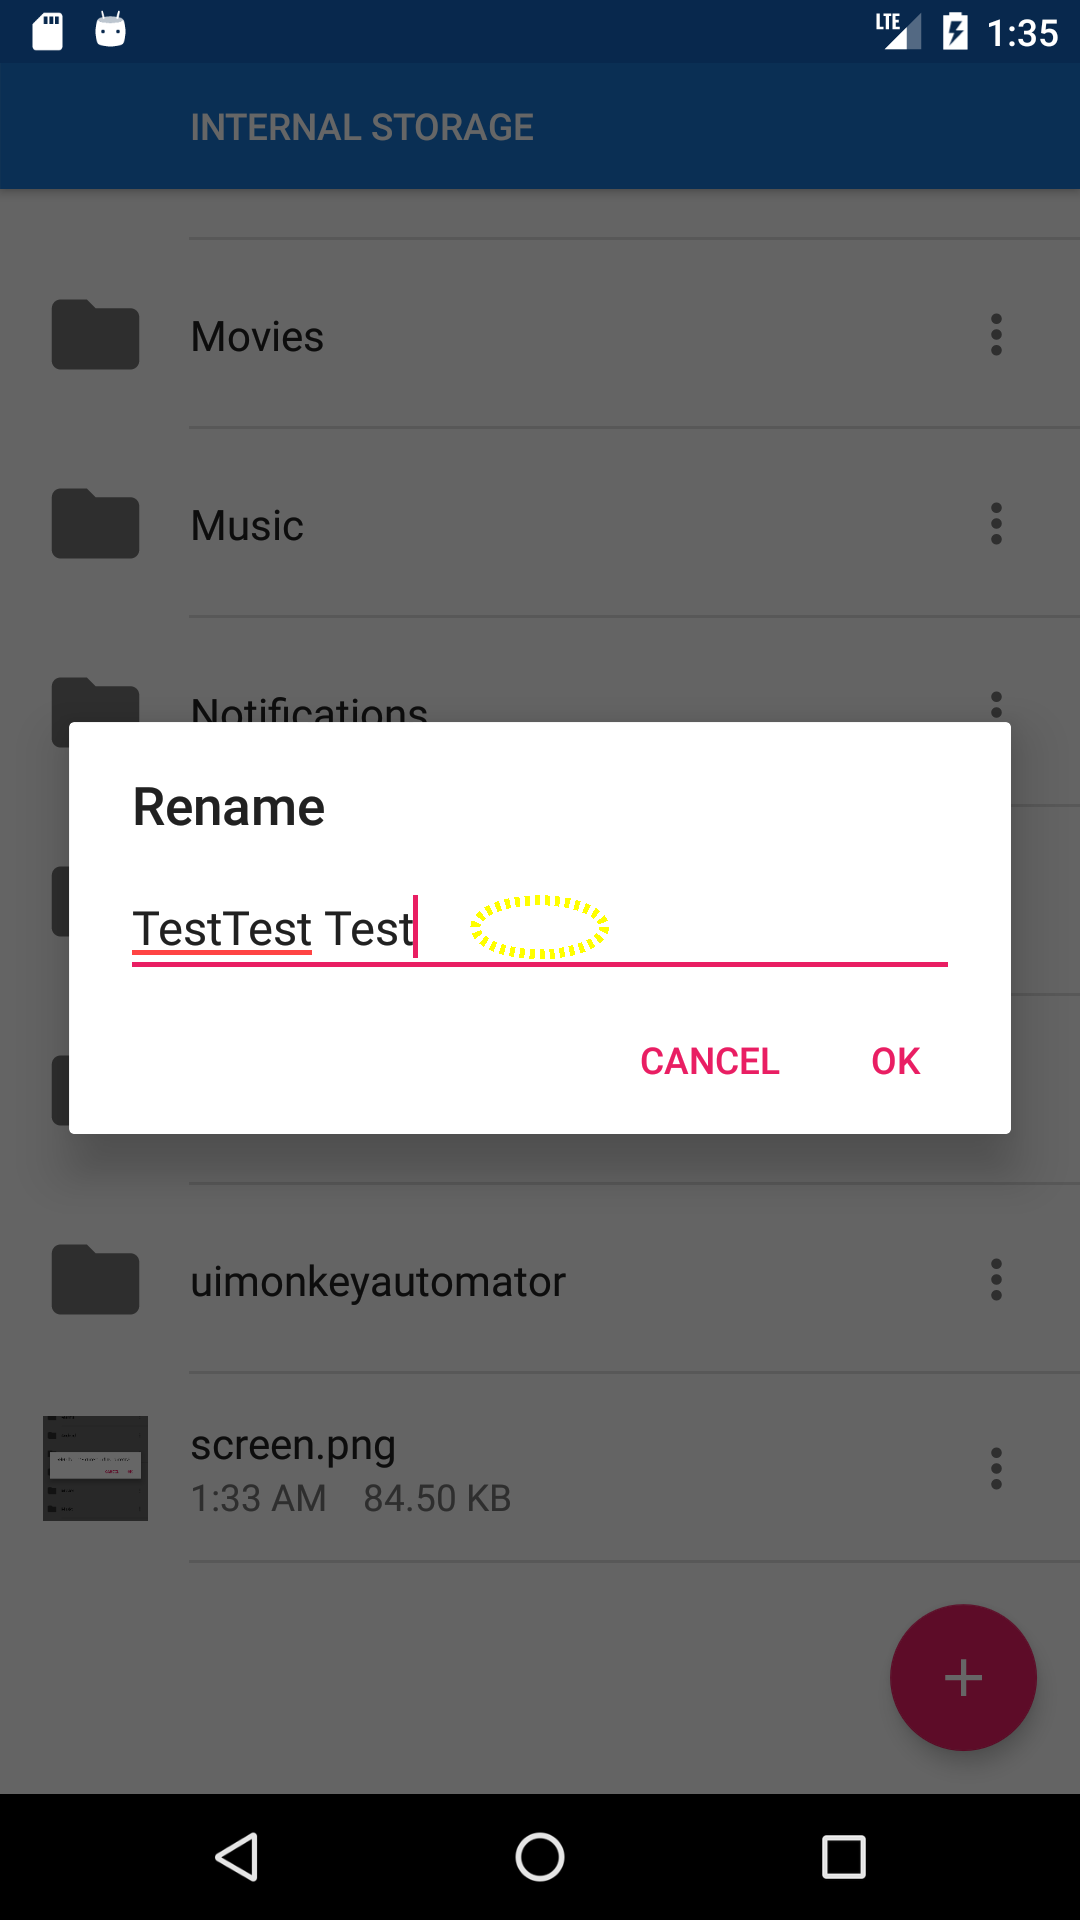 LTE 1:35
INTERNAL STORAGE
Movies
Music
Notifications
Rename
TestTest Test
CANCEL OK
uimonkeyautomator
screen.png
1:33 AM 84.50 KB